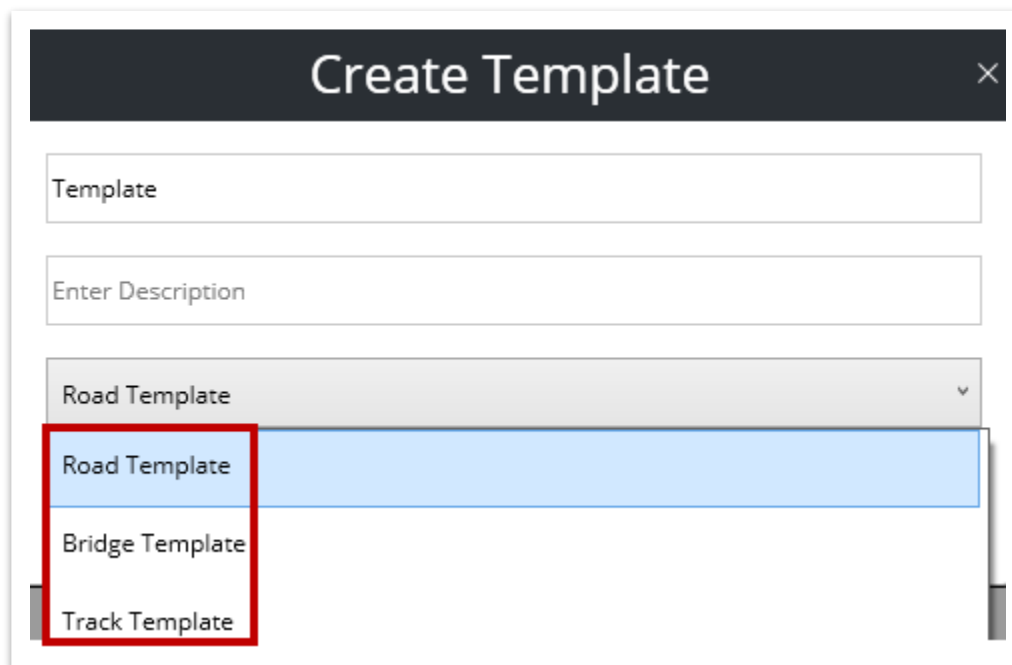 Create Template
Template
Enter Description
Road Template
Road Template
Bridge Template
Track Template